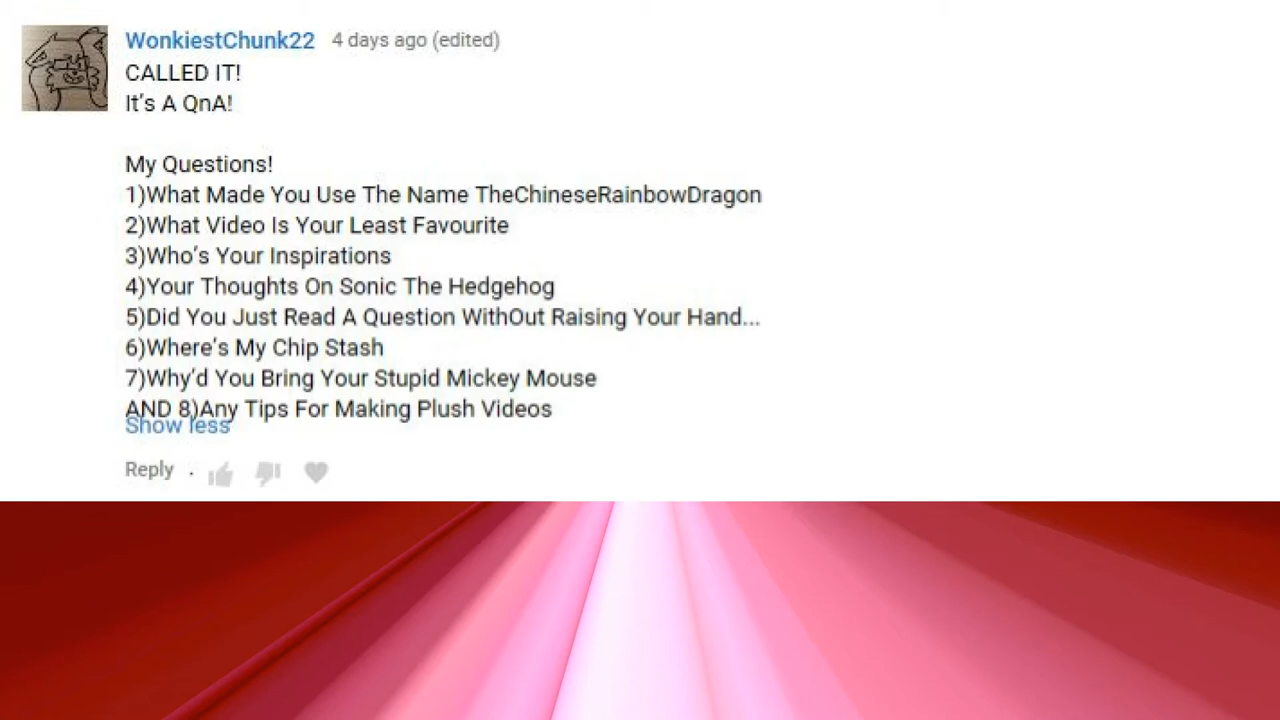 WonkiestChunk22 4 days ago (edited)
CALLED IT!
It's A QnA!
My Questions!
1)What Made You Use The Name TheChineseRainbowDragon
2)What Video Is Your Least Favourite
3)Who's Your Inspirations
4)Your Thoughts On Sonic The Hedgehog
5)Did You Just Read A Question WithOut Raising Your Hand...
6)Where's My Chip Stash
7)Why'd You Bring Your Stupid Mickey Mouse
AND 8)Any Tips For Making Plush Videos
Show less
Reply .